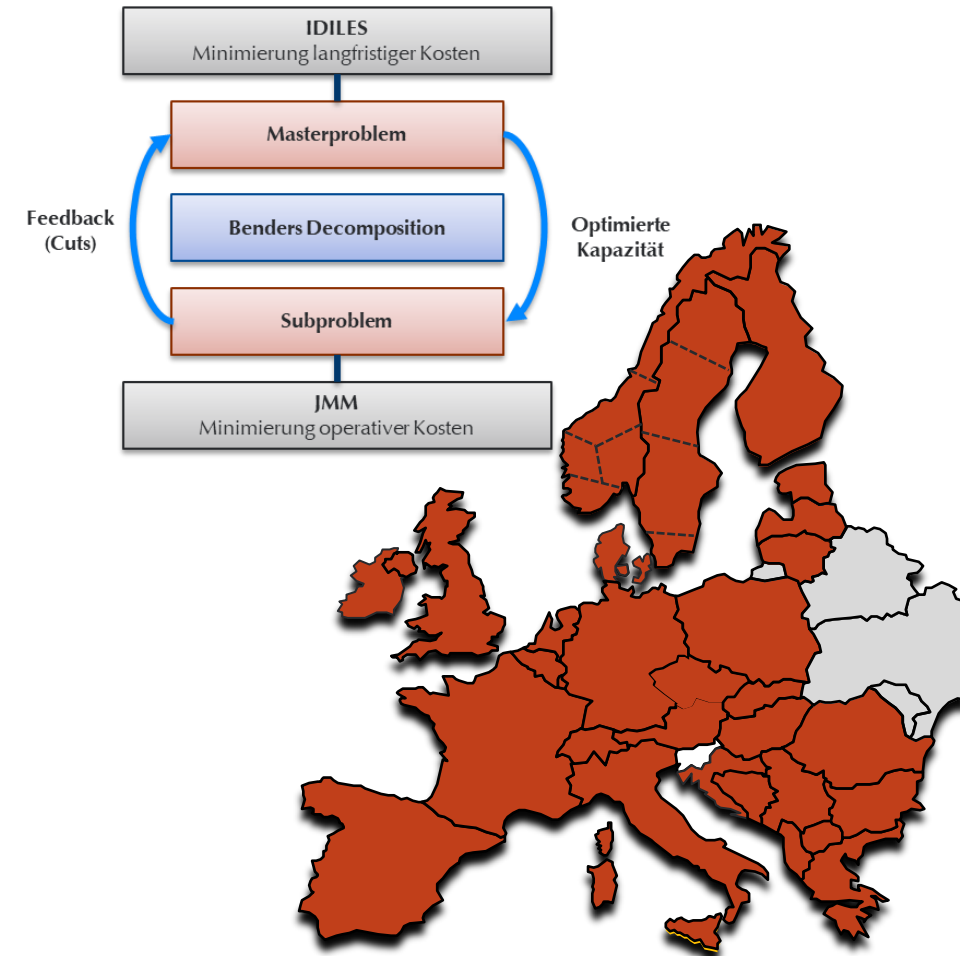 IDILES
Minimierung langfristiger Kosten
Masterproblem
Feedback
(Cuts)
Benders Decomposition
Optimierte
Kapazität
Subproblem
JMM
Minimierung operativer Kosten